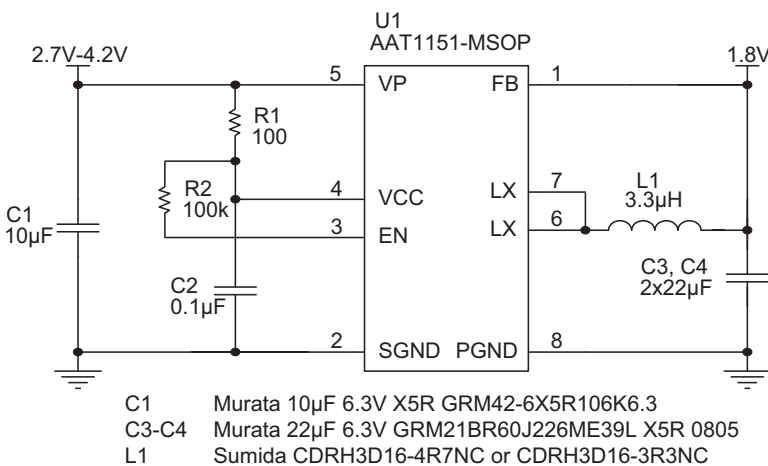 U1
AAT1151-MSOP
2.7V-4.2V
1.8V
5
VP
FB
1
R1
100
R2
100k
4
VCC
LX
7
L1
3.3µH
C1
10µF
3
EN
LX
6
C2
0.1µF
C3, C4
2x22µF
2
SGND
PGND
8
C1 Murata 10µF 6.3V X5R GRM42-6X5R106K6.3
C3-C4 Murata 22µF 6.3V GRM21BR60J226ME39L X5R 0805
L1 Sumida CDRH3D16-4R7NC or CDRH3D16-3R3NC